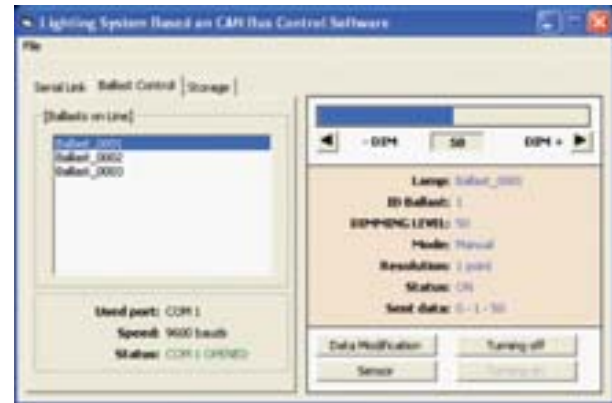 Lighting System Based on CAN Bus Control Software
File
Serial Link Ballast Control Storage
[Ballasts on Line]
Ballast_0001
Ballast_0002
Ballast_0003
Used port: COM 1
Speed: 9600 bauds
Status: COM 1 OPENED
- DIM 50 DIM +
Lamp: Ballast_0001
ID Ballast: 1
DIMMING LEVEL: 50
Mode: Manual
Resolution: 1 point
Status: ON
Sent data: 0 - 1 - 50
Data Modification Turning off
Sensor Turning on